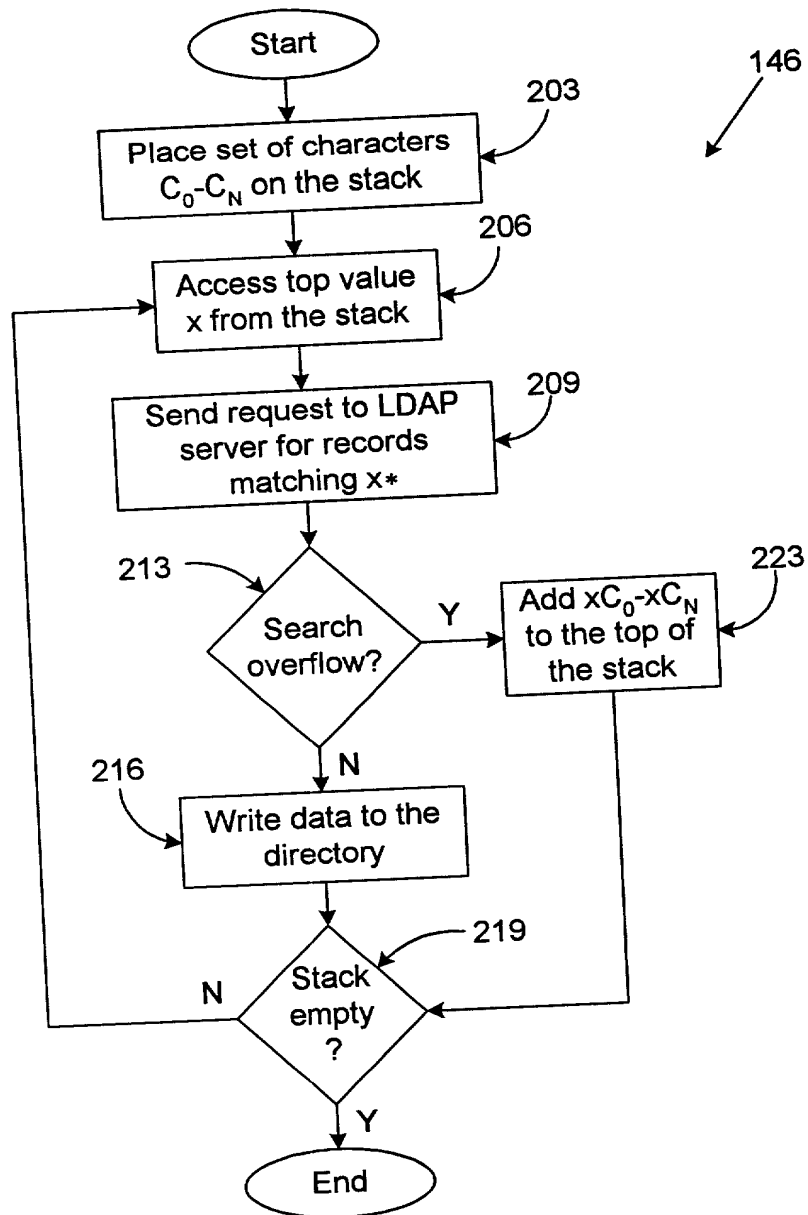 Start
146
203
Place set of characters
C₀-C_N on the stack
206
Access top value
x from the stack
209
Send request to LDAP
server for records
matching x*
213
Search
overflow?
Y
223
Add xC₀-xC_N
to the top of
the stack
N
216
Write data to the
directory
219
N
Stack
empty
?
Y
End